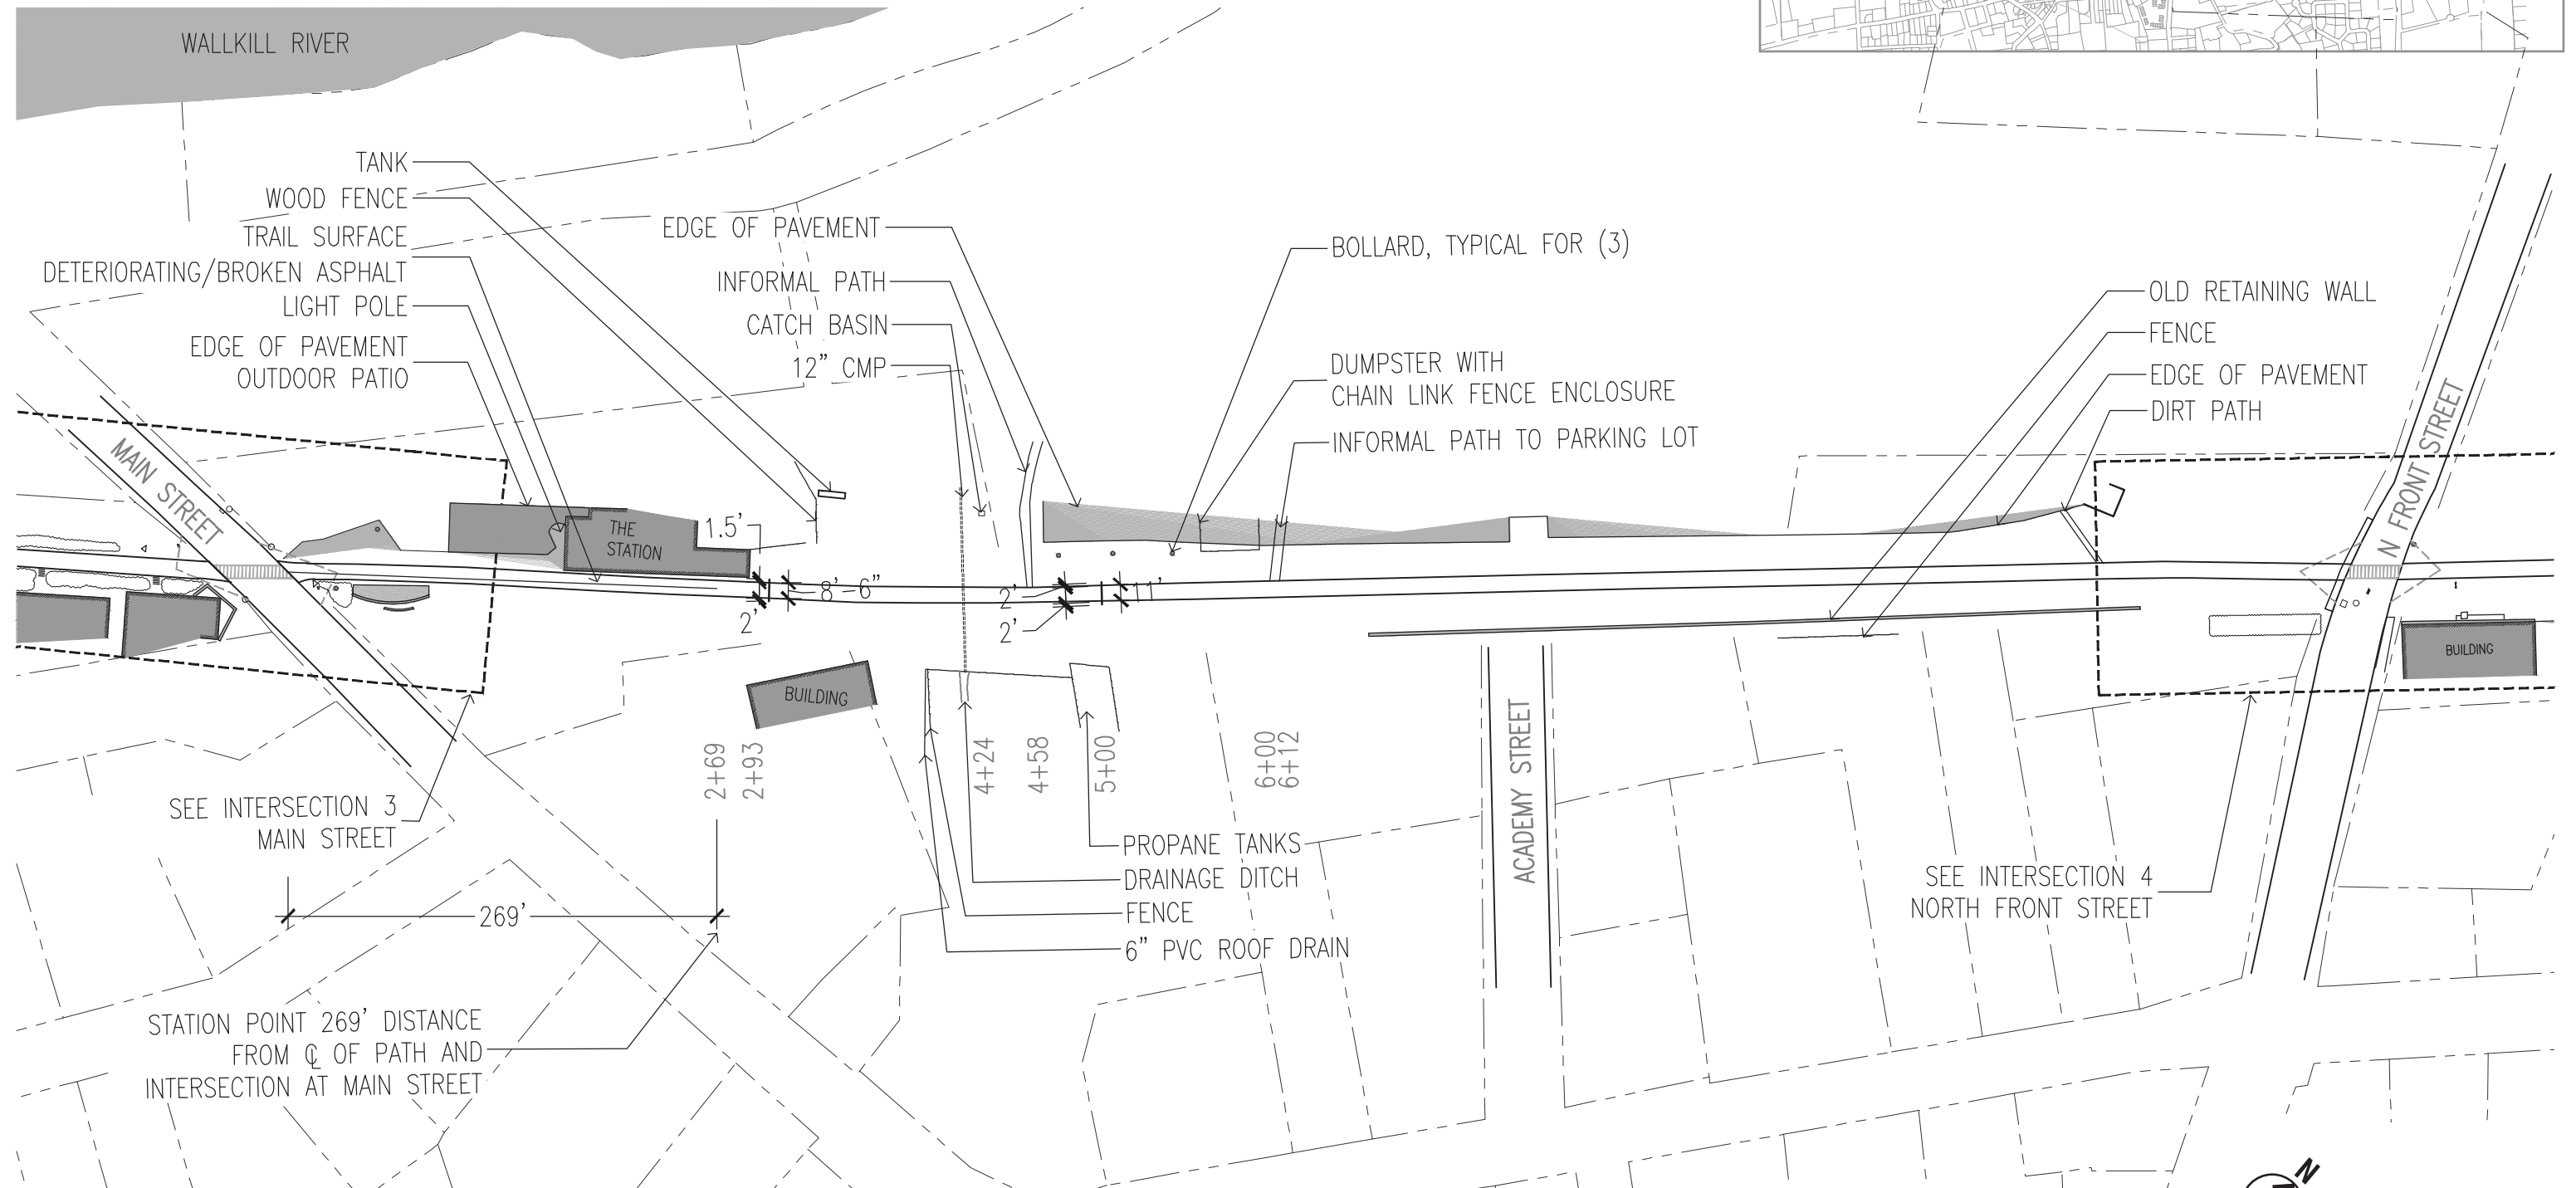 WALLKILL RIVER
TANK
WOOD FENCE
TRAIL SURFACE
DETERIORATING/BROKEN ASPHALT
LIGHT POLE
EDGE OF PAVEMENT
OUTDOOR PATIO
EDGE OF PAVEMENT
INFORMAL PATH
CATCH BASIN
12” CMP
BOLLARD, TYPICAL FOR (3)
DUMPSTER WITH
CHAIN LINK FENCE ENCLOSURE
INFORMAL PATH TO PARKING LOT
OLD RETAINING WALL
FENCE
EDGE OF PAVEMENT
DIRT PATH
MAIN STREET
THE
STATION
1.5’
8’-6”
2’
2’
2’
11’
N FRONT STREET
BUILDING
BUILDING
2+69
2+93
4+24
4+58
5+00
6+00
6+12
ACADEMY STREET
SEE INTERSECTION 3
MAIN STREET
PROPANE TANKS
DRAINAGE DITCH
FENCE
6” PVC ROOF DRAIN
SEE INTERSECTION 4
NORTH FRONT STREET
269’
STATION POINT 269’ DISTANCE
FROM ℄ OF PATH AND
INTERSECTION AT MAIN STREET
N